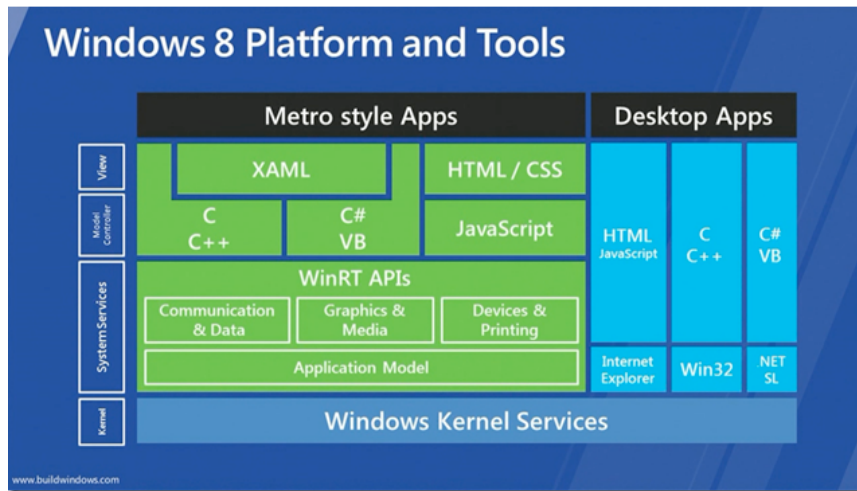 Windows 8 Platform and Tools
Metro style Apps
Desktop Apps
View
XAML
HTML / CSS
Model
Controller
C
C++
C#
VB
JavaScript
HTML
JavaScript
C
C++
C#
VB
System Services
WinRT APIs
Communication
& Data
Graphics &
Media
Devices &
Printing
Application Model
Internet
Explorer
Win32
.NET
SL
Kernel
Windows Kernel Services
www.buildwindows.com